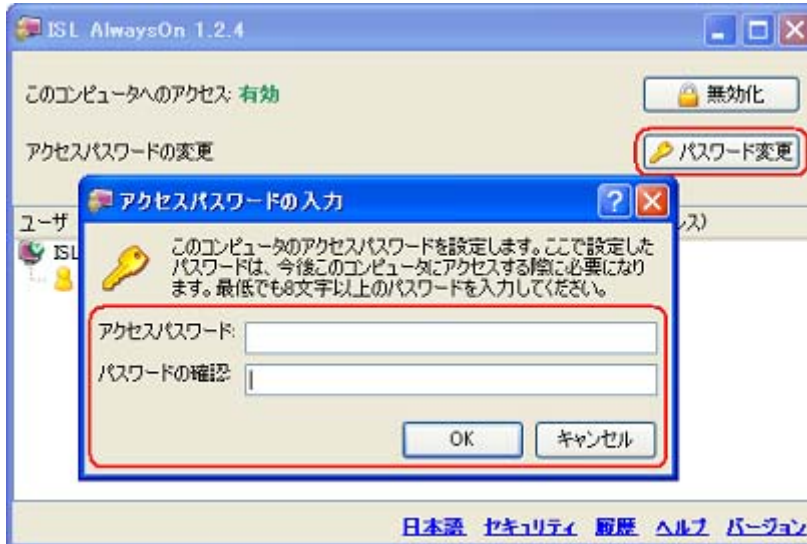 ISL AlwaysOn 1.2.4
このコンピュータへのアクセス: 有効
無効化
アクセスパスワードの変更
パスワード変更
アクセスパスワードの入力
ユーザ
ス)
ISL
このコンピュータのアクセスパスワードを設定します。ここで設定した
パスワードは、今後このコンピュータにアクセスする際に必要になり
ます。最低でも8文字以上のパスワードを入力してください。
アクセスパスワード:
パスワードの確認:
OK
キャンセル
日本語 セキュリティ 履歴 ヘルプ バージョン